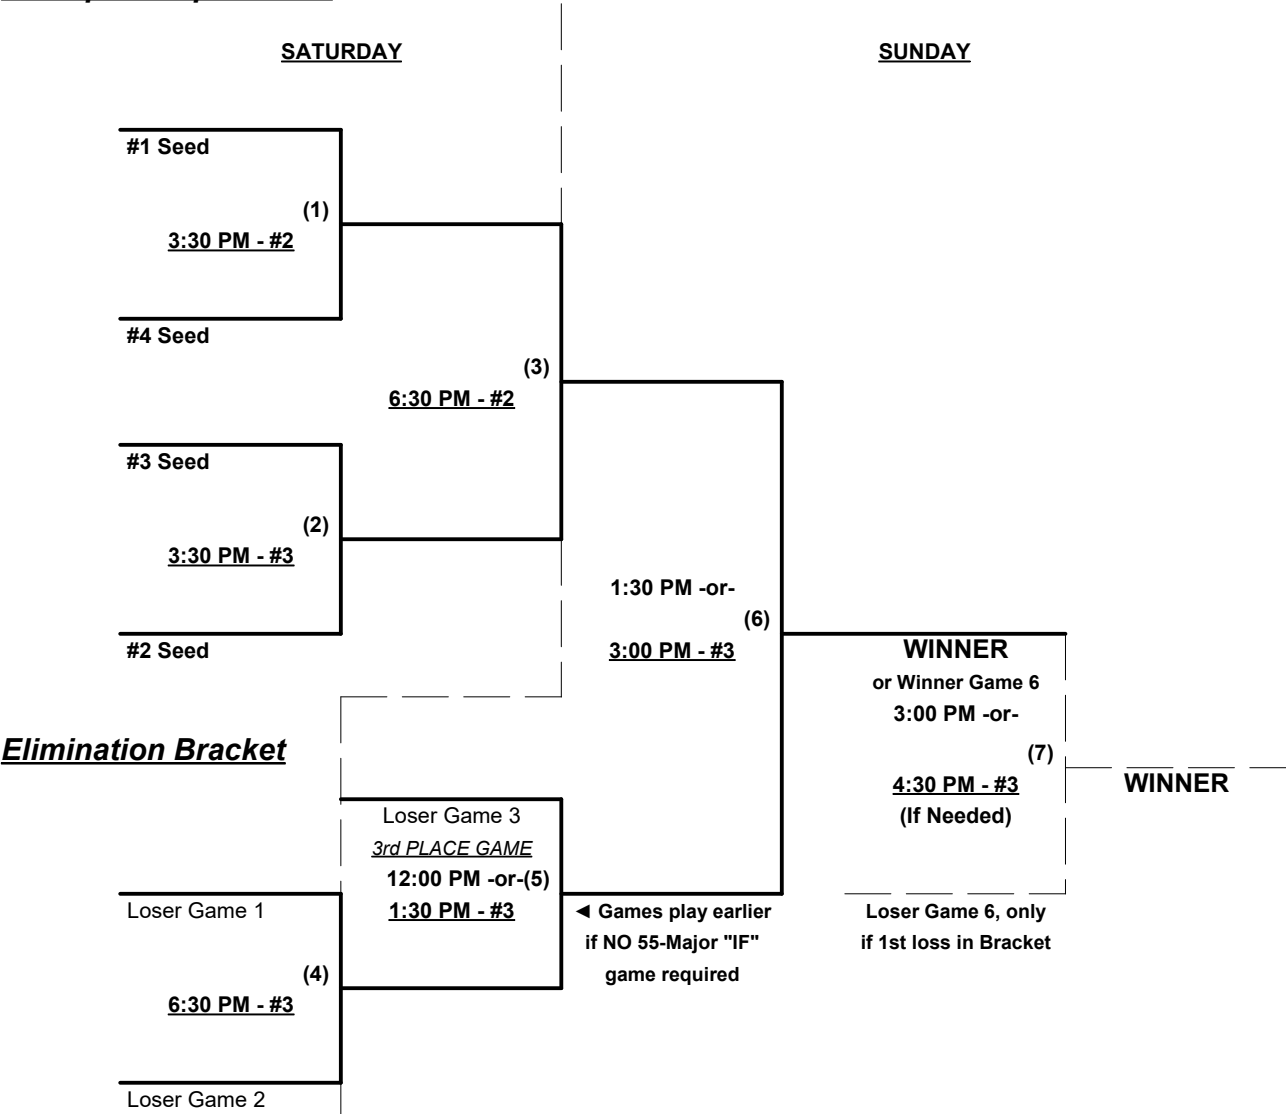 SATURDAY
SUNDAY
#1 Seed
(1)
3:30 PM - #2
#4 Seed
(3)
6:30 PM - #2
#3 Seed
(2)
3:30 PM - #3
#2 Seed
1:30 PM -or-
(6)
3:00 PM - #3
WINNER
or Winner Game 6
3:00 PM -or-
(7)
4:30 PM - #3
(If Needed)
WINNER
Elimination Bracket
Loser Game 3
3rd PLACE GAME
12:00 PM -or-(5)
1:30 PM - #3
Loser Game 1
◄ Games play earlier
if NO 55-Major "IF"
game required
Loser Game 6, only
if 1st loss in Bracket
(4)
6:30 PM - #3
Loser Game 2